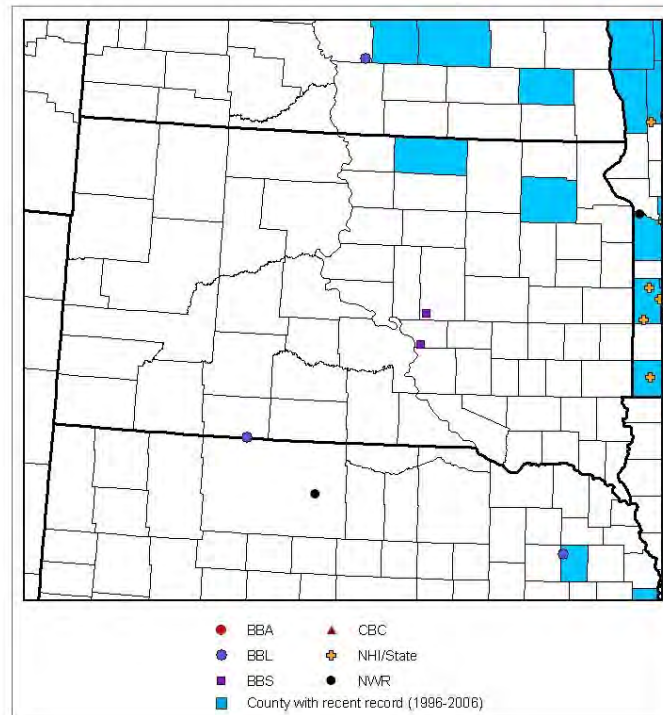 BBA CBC
BBL NHI/State
BBS NWR
County with recent record (1996-2006)